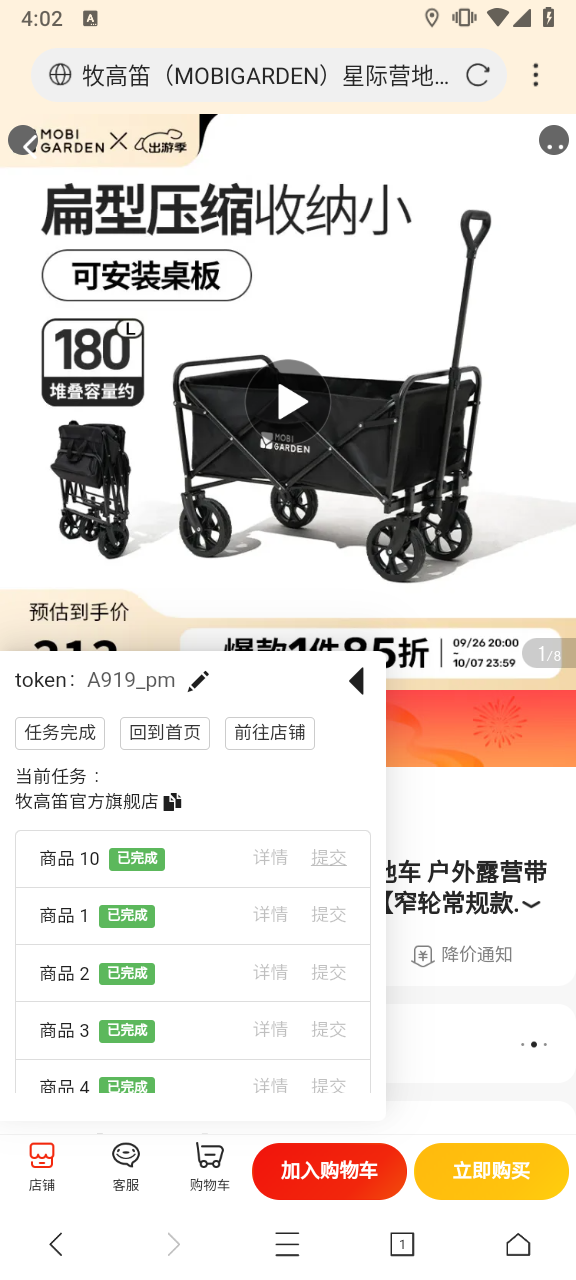 4:02
A
牧高笛（MOBIGARDEN）星际营地…
MOBI GARDEN × 出游季
扁型压缩收纳小
可安装桌板
180L
堆叠容量约
MOBI GARDEN
预估到手价
爆款1件85折
09/26 20:00
~
10/07 23:59
1/8
token： A919_pm
任务完成 回到首页 前往店铺
当前任务：
牧高笛官方旗舰店
商品 10 已完成 详情 提交
商品 1 已完成 详情 提交
地车 户外露营带
【窄轮常规款.
降价通知
商品 2 已完成 详情 提交
商品 3 已完成 详情 提交
商品 4 已完成 详情 提交
店铺 客服 购物车 加入购物车 立即购买
1